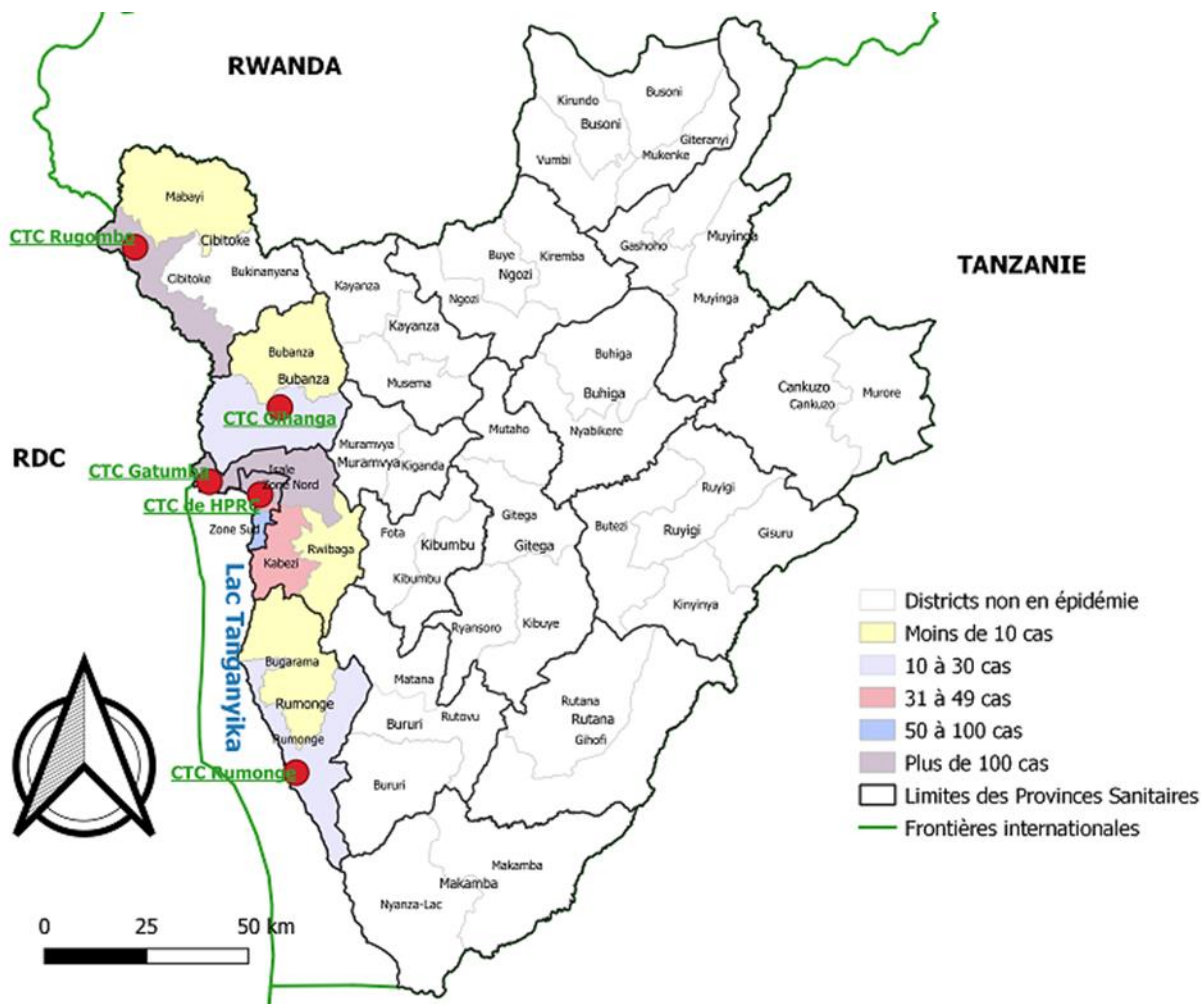 RWANDA
Busoni
Kirundo
Busoni
Giteranyi
Mukenke
Vumbi
Mabayi
CTC Rugombo
Cibitoke
Cibitoke
Bukinanyana
Gashoho
Muyinga
Buye
Kiremba
Ngozi
Ngozi
Muyinga
TANZANIE
Kayanza
Kayanza
Musema
Bubanza
Bubanza
Buhiga
Buhiga
Nyabikere
Cankuzo
Cankuzo
Murore
CTC Gihanga
Mutaho
Muramvya
Muramvya
Kiganda
RDC
CTC Gatumba
Isale
Zone Nord
CTC de HPRC
Zone Sud
Ruyigi
Ruyigi
Butezi
Gisuru
Kinyinya
Gitega
Gitega
Fota
Kibumbu
Kibumbu
Rwibaga
Kabezi
Lac Tanganyika
Ryansoro
Kibuye
Bugarama
Rumonge
Rumonge
CTC Rumonge
Matana
Rutovu
Bururi
Bururi
Rutana
Rutana
Gihofi
Makamba
Makamba
Nyanza-Lac
Districts non en épidémie
Moins de 10 cas
10 à 30 cas
31 à 49 cas
50 à 100 cas
Plus de 100 cas
Limites des Provinces Sanitaires
Frontières internationales
0 25 50 km